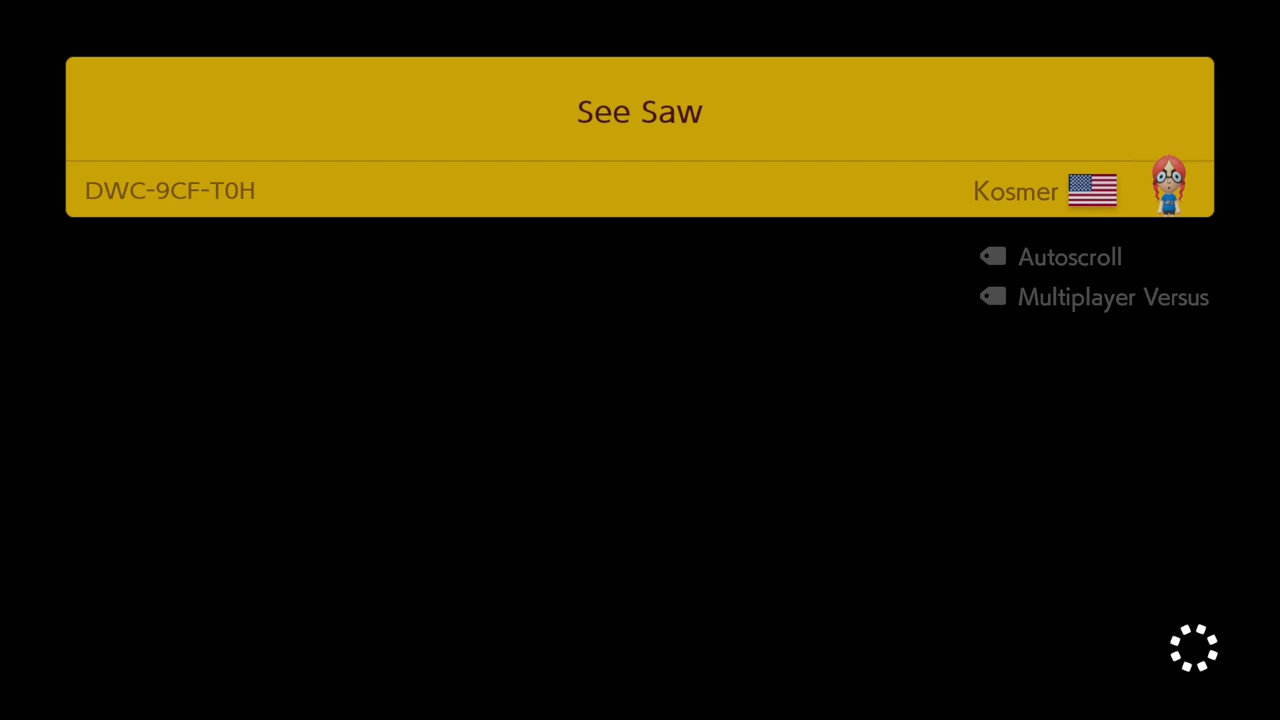 See Saw
DWC-9CF-T0H
Kosmer
Autoscroll
Multiplayer Versus